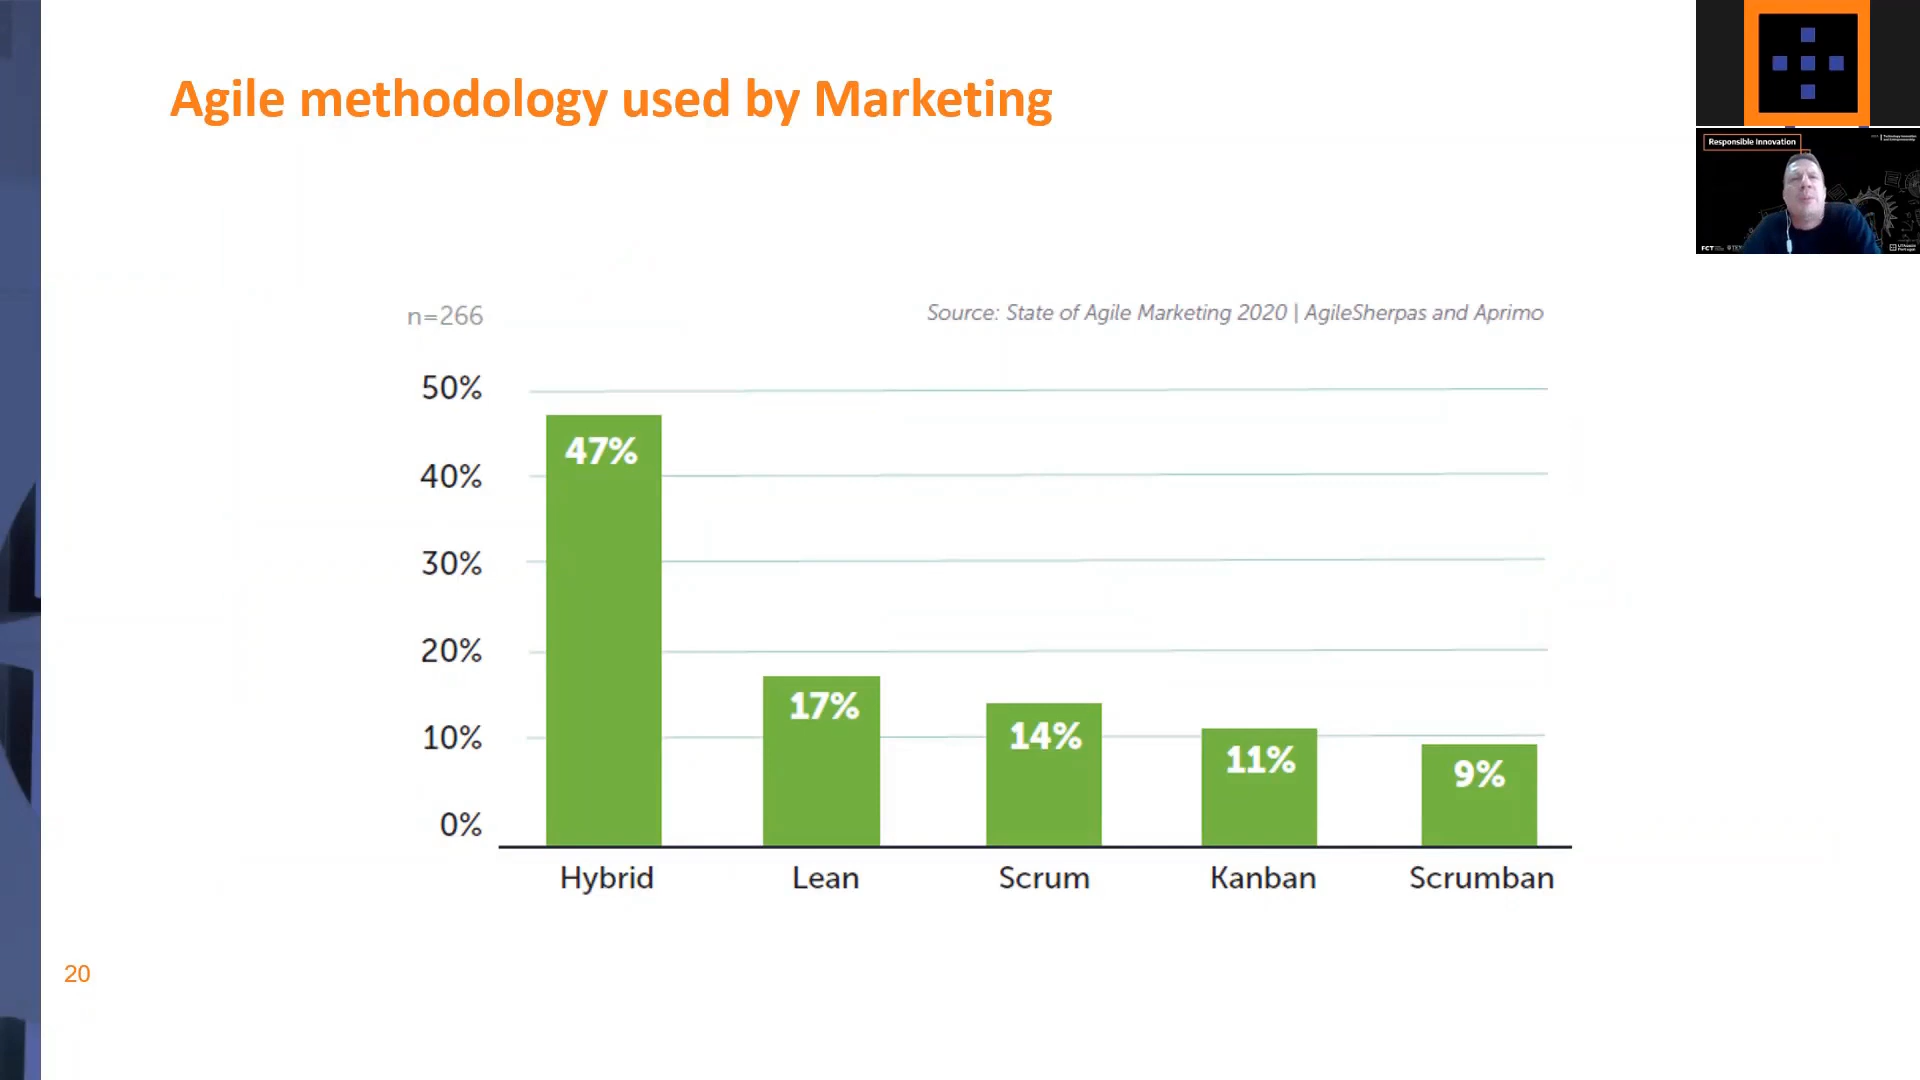 Agile methodology used by Marketing
Responsible Innovation
n=266
Source: State of Agile Marketing 2020 | AgileSherpas and Aprimo
50%
40%
30%
20%
10%
0%
47%
17%
14%
11%
9%
Hybrid Lean Scrum Kanban Scrumban
20
FCT